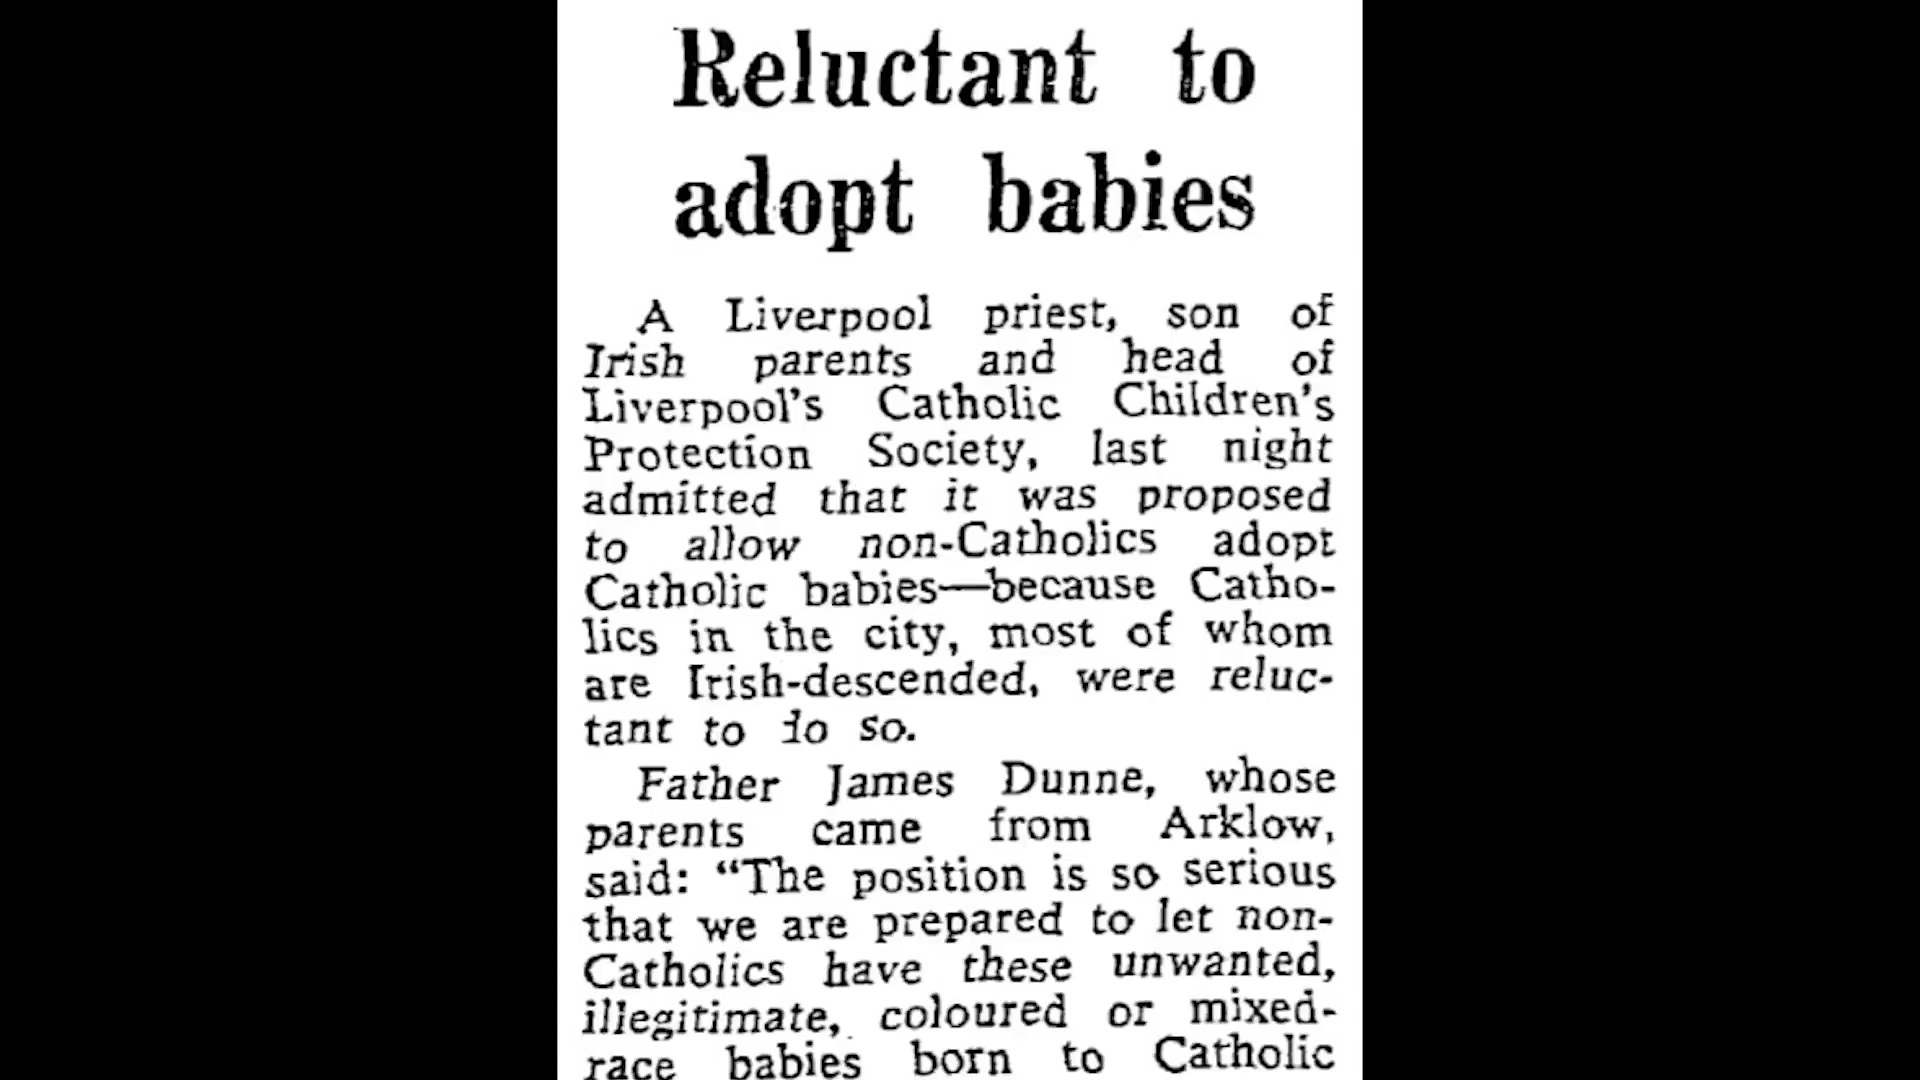 Reluctant to
adopt babies
A Liverpool priest, son of
Irish parents and head of
Liverpool's Catholic Children's
Protection Society, last night
admitted that it was proposed
to allow non-Catholics adopt
Catholic babies—because Catho-
lics in the city, most of whom
are Irish-descended, were reluc-
tant to do so.
Father James Dunne, whose
parents came from Arklow,
said: “The position is so serious
that we are prepared to let non-
Catholics have these unwanted,
illegitimate, coloured or mixed-
race babies born to Catholic